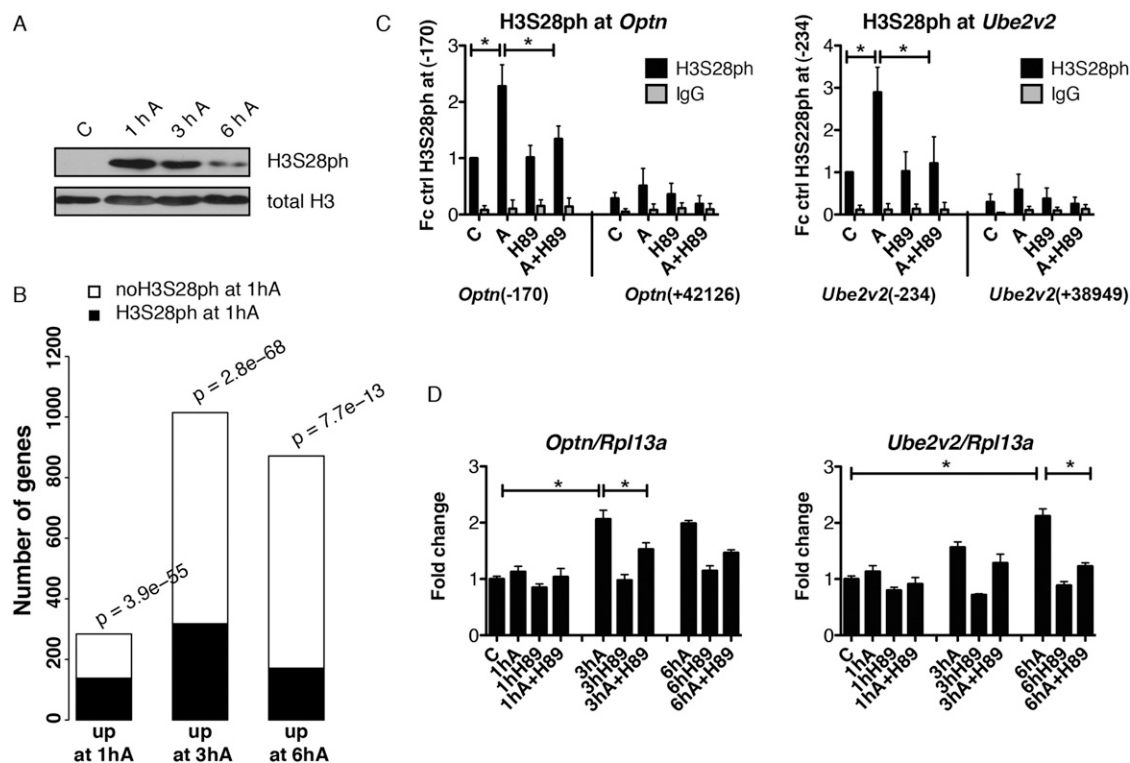 A
C
1 hA
3 hA
6 hA
H3S28ph
total H3
B
noH3S28ph at 1hA
H3S28ph at 1hA
Number of genes
1200
1000
800
600
400
200
0
p = 3.9e−55
p = 2.8e−68
p = 7.7e−13
up at 1hA
up at 3hA
up at 6hA
C
H3S28ph at Optn
Fc ctrl H3S28ph at (-170)
3
2
1
0
*
*
H3S28ph
IgG
C
A
H89
A+H89
C
A
H89
A+H89
Optn(-170)
Optn(+42126)
H3S28ph at Ube2v2
Fc ctrl H3S228ph at (-234)
4
3
2
1
0
*
*
H3S28ph
IgG
C
A
H89
A+H89
C
A
H89
A+H89
Ube2v2(-234)
Ube2v2(+38949)
D
Optn/Rpl13a
Fold change
3
2
1
0
*
*
C
1hA
1hH89
1hA+H89
3hA
3hH89
3hA+H89
6hA
6hH89
6hA+H89
Ube2v2/Rpl13a
Fold change
3
2
1
0
*
*
C
1hA
1hH89
1hA+H89
3hA
3hH89
3hA+H89
6hA
6hH89
6hA+H89